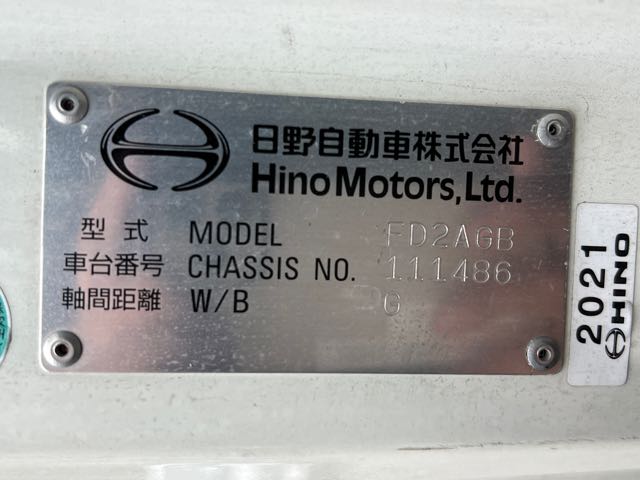 日野自動車株式会社
Hino Motors, Ltd.
型式 MODEL FD2AGB
車台番号 CHASSIS NO. 111486
軸間距離 W/B G
2021
HINO